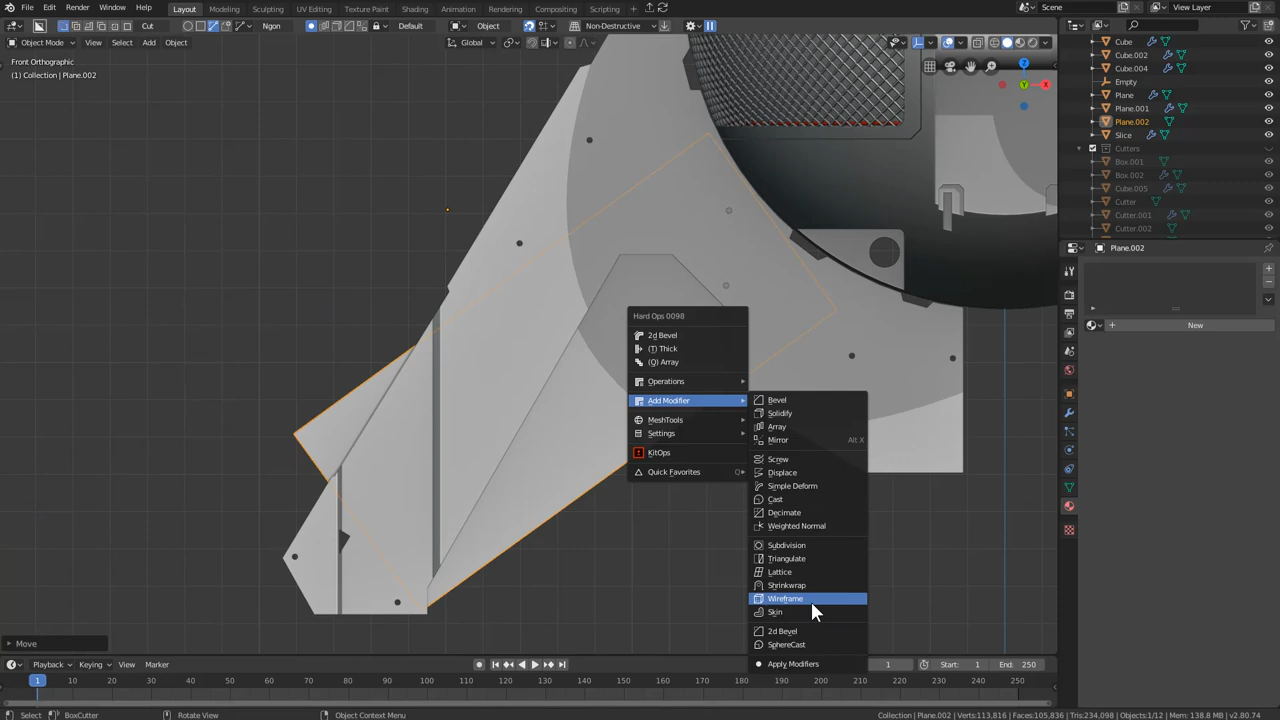 File Edit Render Window Help Layout Modeling Sculpting UV Editing Texture Paint Shading Animation Rendering Compositing Scripting + Scene View Layer
Cut Default Object Non-Destructive
Object Mode View Select Add Object Global
Front Orthographic
(1) Collection | Plane.002
Z
Y
X
Cube
Cube.002
Cube.004
Empty
Plane
Plane.001
Plane.002
Slice
Cutters
Box.001
Box.002
Cube.005
Cutter
Cutter.001
Cutter.002
Plane.002
New
Hard Ops 0098
2d Bevel
(T) Thick
(Q) Array
Operations
Add Modifier
MeshTools
Settings
KitOps
Quick Favorites Q
Bevel
Solidify
Array
Mirror Alt X
Screw
Displace
Simple Deform
Cast
Decimate
Weighted Normal
Subdivision
Triangulate
Lattice
Shrinkwrap
Wireframe
Skin
2d Bevel
SphereCast
Apply Modifiers
Move
Playback Keying View Marker 1 Start: 1 End: 250
1 10 20 30 40 50 60 70 80 90 100 110 120 130 140 150 160 170 180 190 200 210 220 230 240 250
Select BoxCutter Rotate View Object Context Menu Collection | Plane.002 | Verts:113,816 | Faces:105,836 | Tris:234,098 | Objects:1/12 | Mem: 138.8 MB | v2.80.74